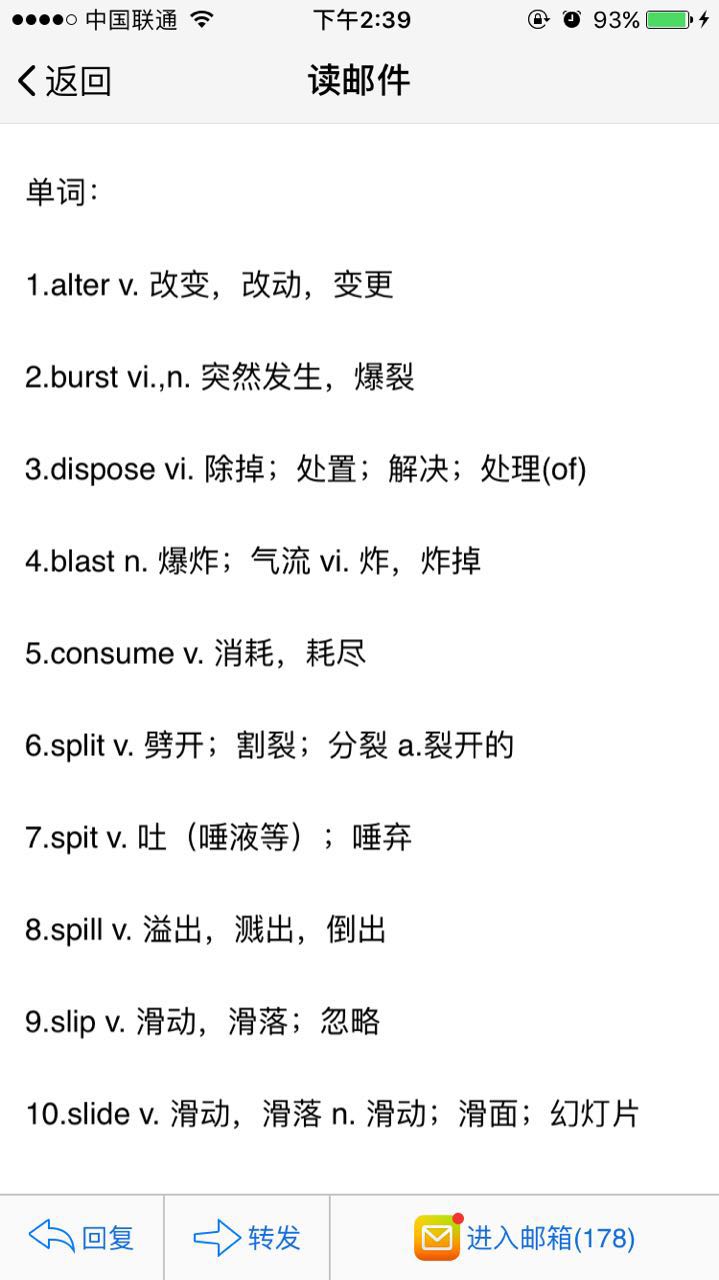 中国联通 下午2:39 93%
返回 读邮件
单词：
1.alter v. 改变，改动，变更
2.burst vi.,n. 突然发生，爆裂
3.dispose vi. 除掉；处置；解决；处理(of)
4.blast n. 爆炸；气流 vi. 炸，炸掉
5.consume v. 消耗，耗尽
6.split v. 劈开；割裂；分裂 a.裂开的
7.spit v. 吐（唾液等）；唾弃
8.spill v. 溢出，溅出，倒出
9.slip v. 滑动，滑落；忽略
10.slide v. 滑动，滑落 n. 滑动；滑面；幻灯片
回复 转发 进入邮箱(178)